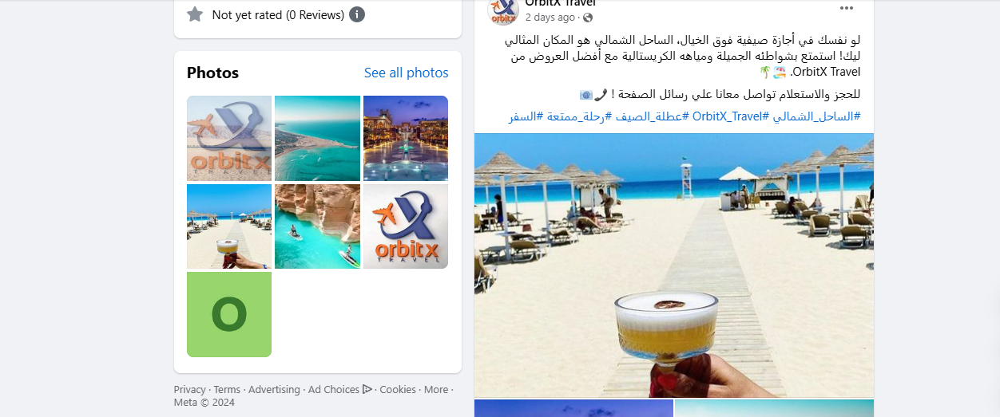 Not yet rated (0 Reviews)
Photos
See all photos
orbit x
TRAVEL
orbit x
TRAVEL
O
Privacy · Terms · Advertising · Ad Choices · Cookies · More ·
Meta © 2024
OrbitX Travel
2 days ago ·
لو نفسك في أجازة صيفية فوق الخيال، الساحل الشمالي هو المكان المثالي
ليك! استمتع بشواطئه الجميلة ومياهه الكريستالية مع أفضل العروض من
OrbitX Travel. 🏖️🌴
للحجز والاستعلام تواصل معانا علي رسائل الصفحة ! 📞📧
#الساحل_الشمالي #OrbitX_Travel #عطلة_الصيف #رحلة_ممتعة #السفر